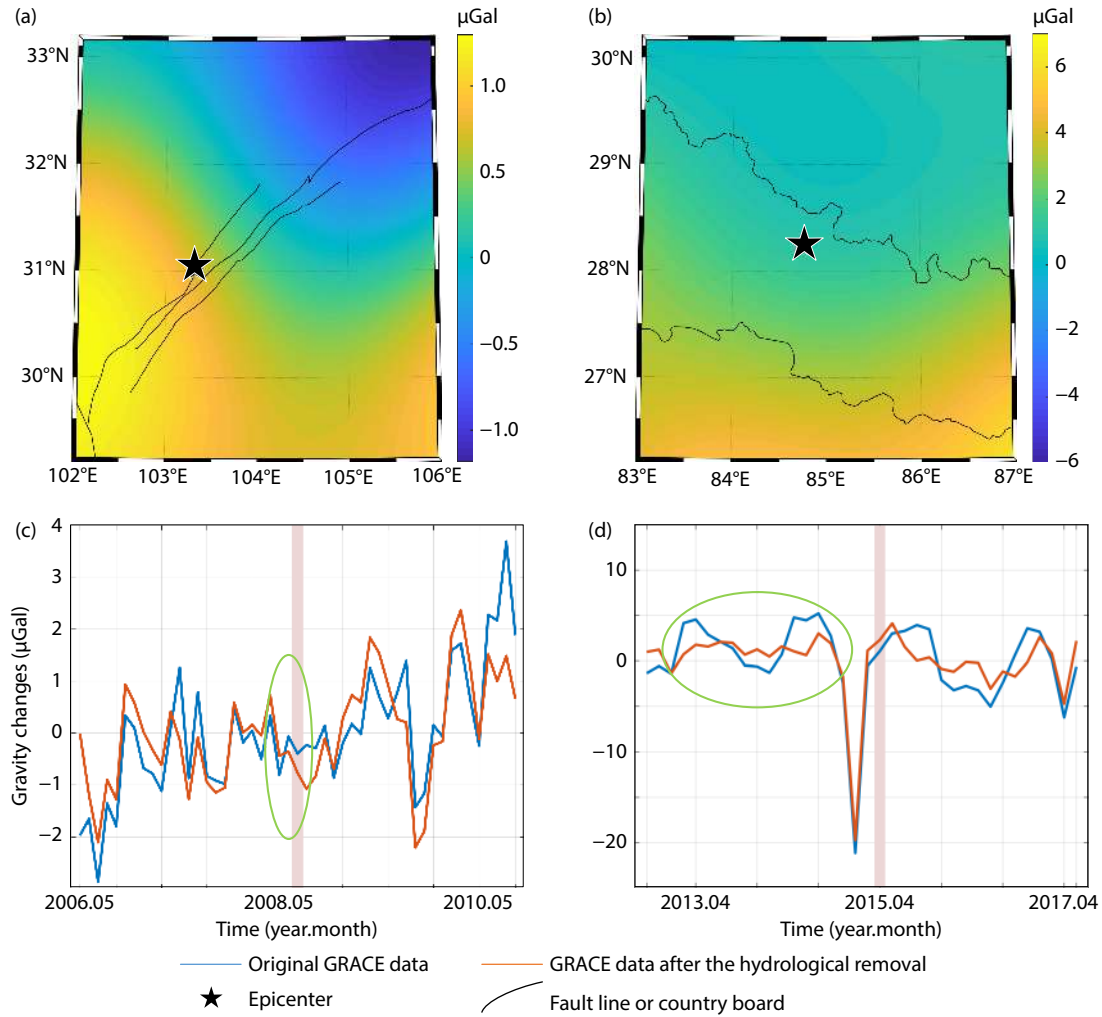 (a)
μGal
33°N
32°N
31°N
30°N
102°E
103°E
104°E
105°E
106°E
1.0
0.5
0
−0.5
−1.0
(b)
μGal
30°N
29°N
28°N
27°N
83°E
84°E
85°E
86°E
87°E
6
4
2
0
−2
−4
−6
(c)
Gravity changes (μGal)
4
3
2
1
0
−1
−2
2006.05
2008.05
2010.05
Time (year.month)
(d)
10
0
−10
−20
2013.04
2015.04
2017.04
Time (year.month)
Original GRACE data
GRACE data after the hydrological removal
Epicenter
Fault line or country board